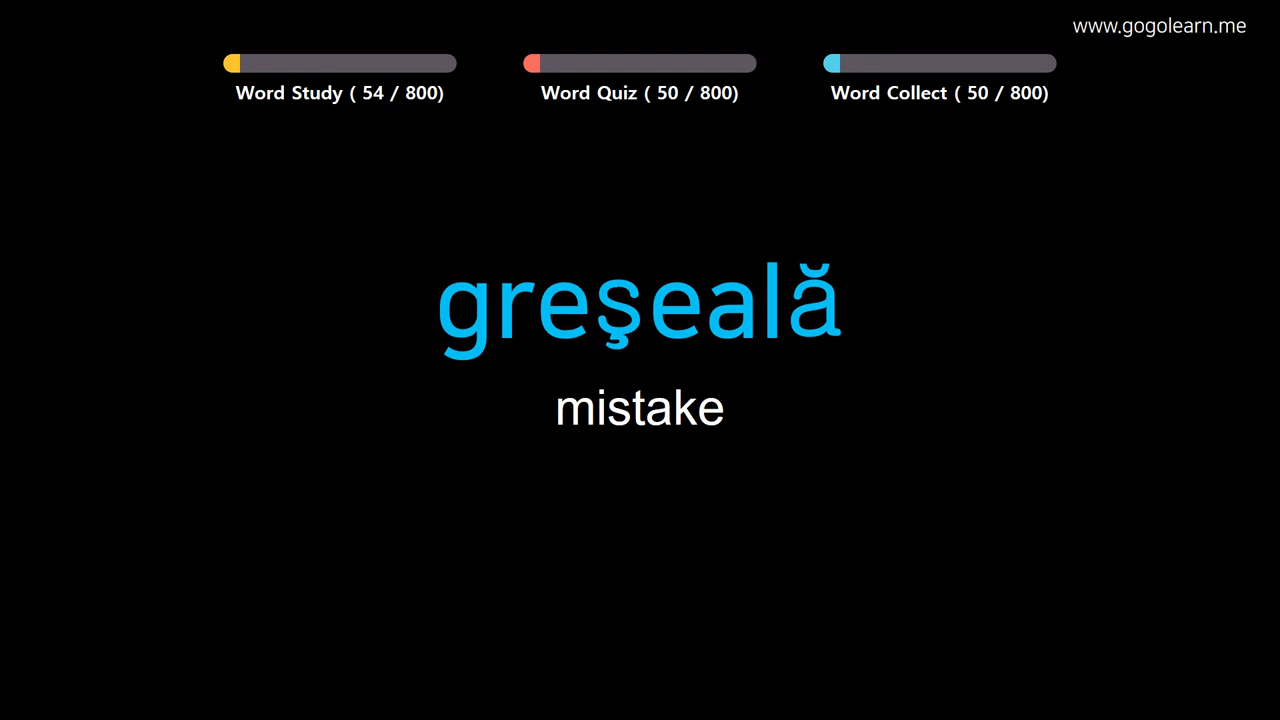 www.gogolearn.me
Word Study ( 54 / 800)
Word Quiz ( 50 / 800)
Word Collect ( 50 / 800)
greşeală
mistake